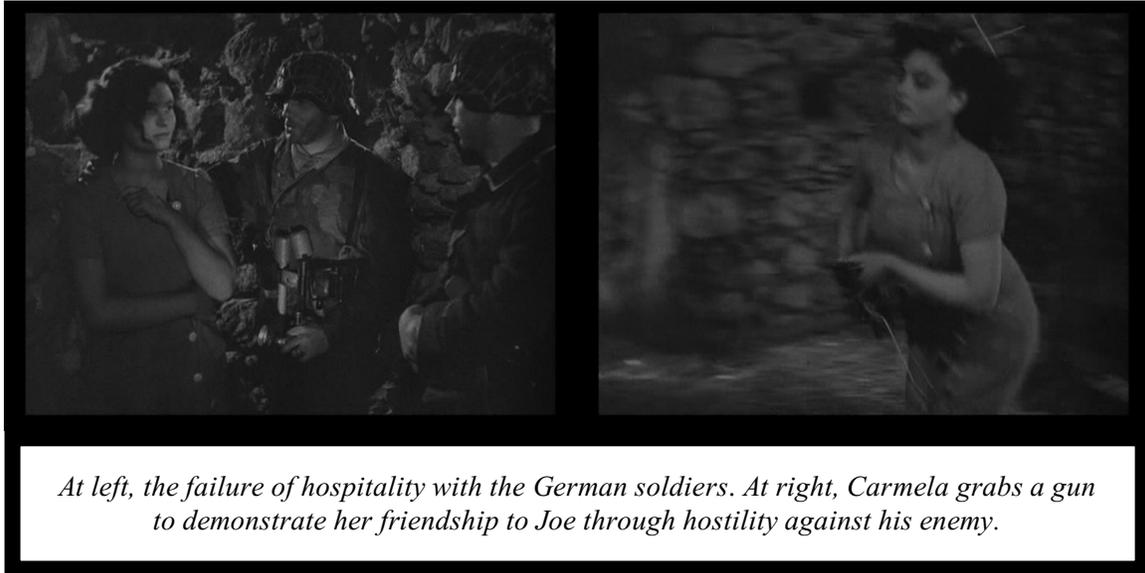 At left, the failure of hospitality with the German soldiers. At right, Carmela grabs a gun
to demonstrate her friendship to Joe through hostility against his enemy.